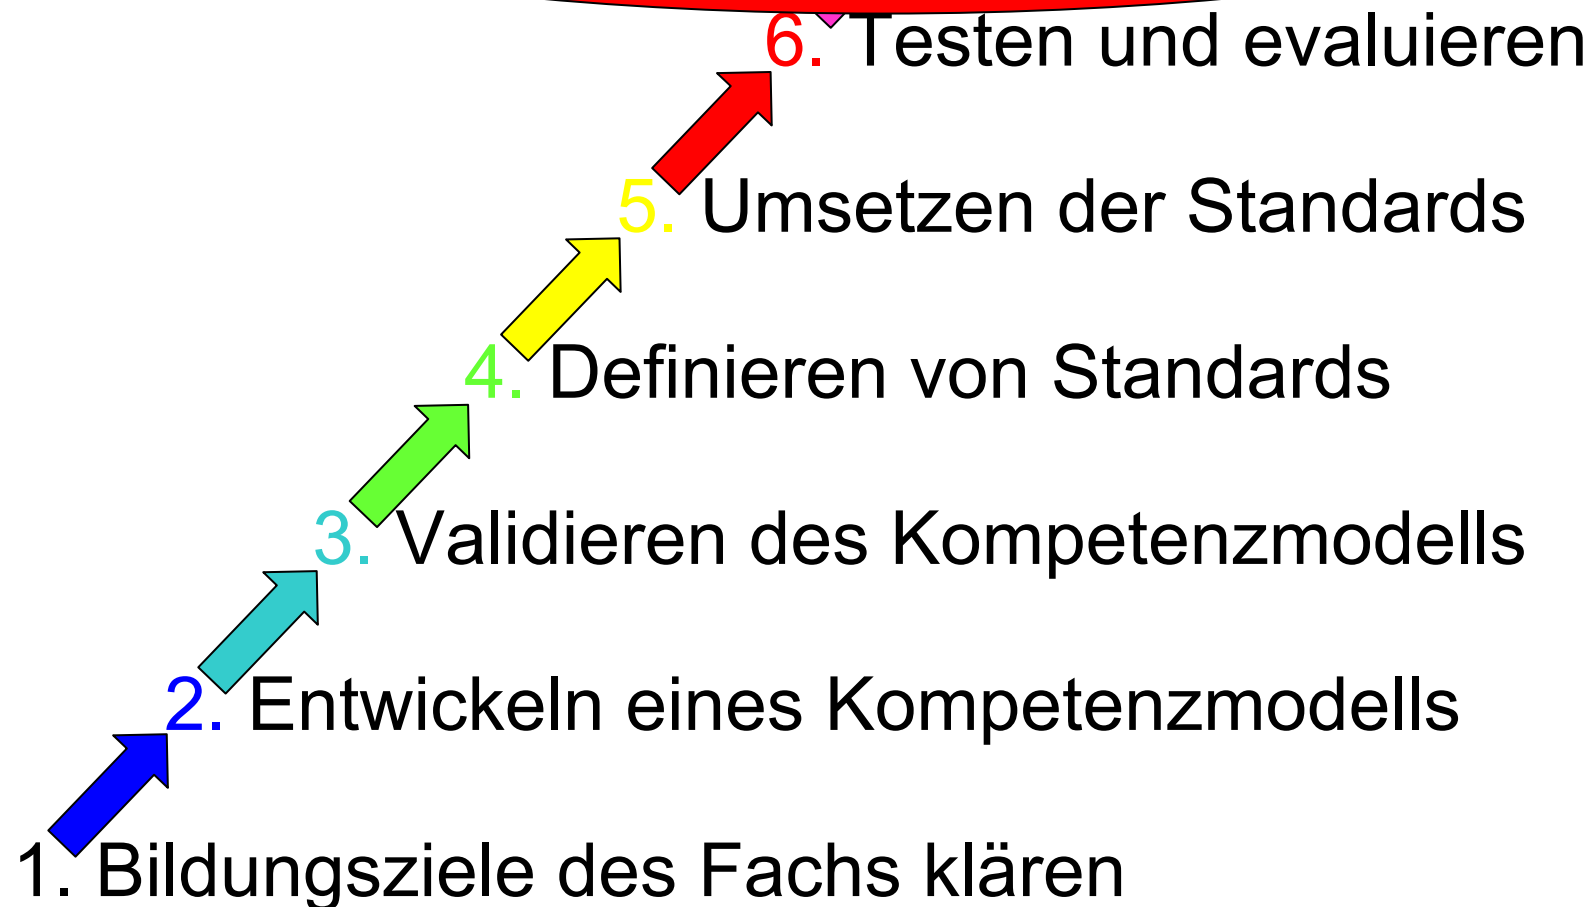 6. Testen und evaluieren
5. Umsetzen der Standards
4. Definieren von Standards
3. Validieren des Kompetenzmodells
2. Entwickeln eines Kompetenzmodells
1. Bildungsziele des Fachs klären